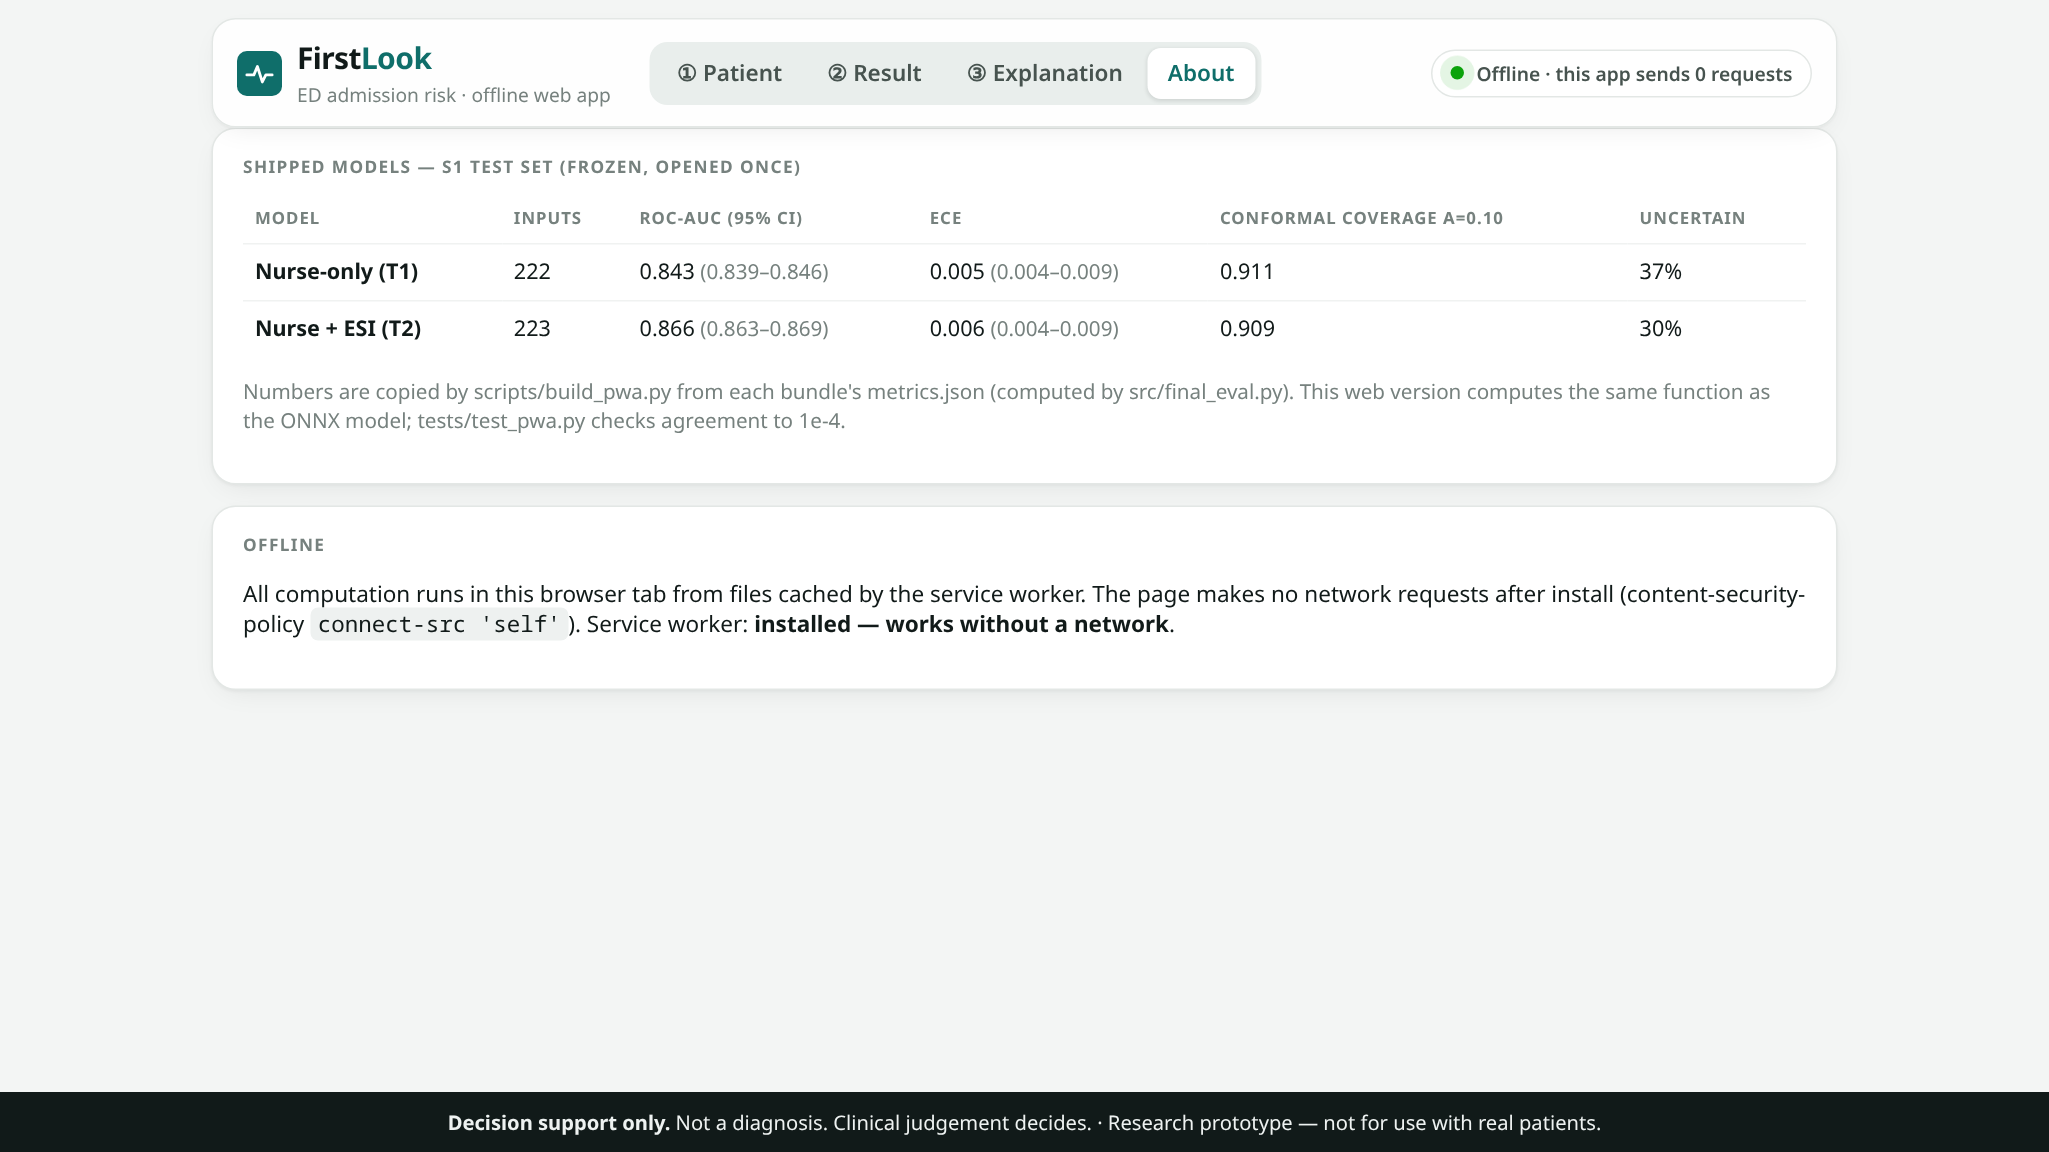 FirstLook
ED admission risk · offline web app
① Patient
② Result
③ Explanation
About
Offline · this app sends 0 requests
SHIPPED MODELS — S1 TEST SET (FROZEN, OPENED ONCE)
MODEL INPUTS ROC-AUC (95% CI) ECE CONFORMAL COVERAGE A=0.10 UNCERTAIN
Nurse-only (T1) 222 0.843 (0.839–0.846) 0.005 (0.004–0.009) 0.911 37%
Nurse + ESI (T2) 223 0.866 (0.863–0.869) 0.006 (0.004–0.009) 0.909 30%
Numbers are copied by scripts/build_pwa.py from each bundle's metrics.json (computed by src/final_eval.py). This web version computes the same function as
the ONNX model; tests/test_pwa.py checks agreement to 1e-4.
OFFLINE
All computation runs in this browser tab from files cached by the service worker. The page makes no network requests after install (content-security-
policy connect-src 'self'). Service worker: installed — works without a network.
Decision support only. Not a diagnosis. Clinical judgement decides. · Research prototype — not for use with real patients.